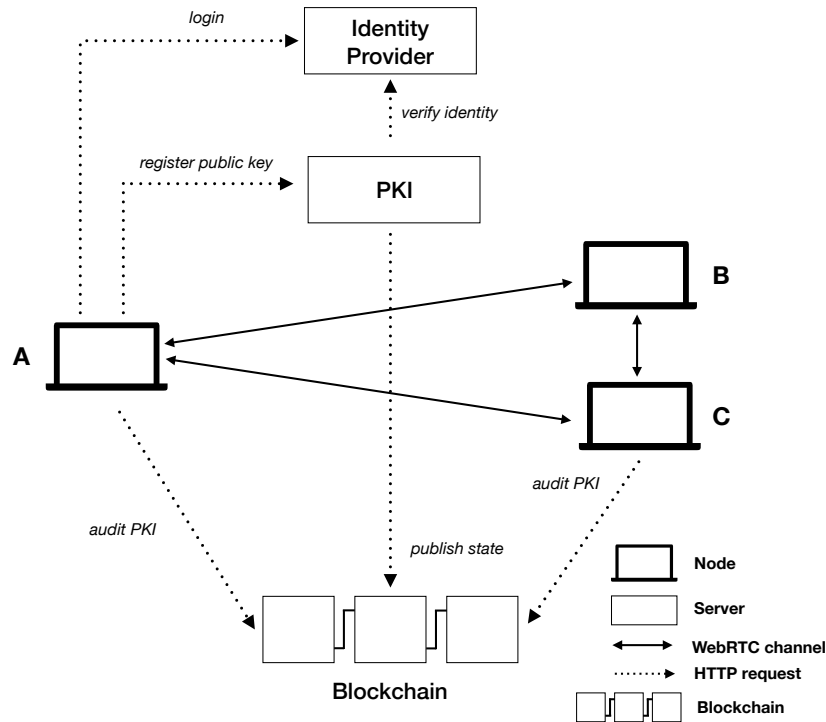 login
Identity
Provider
verify identity
register public key
PKI
B
A
C
audit PKI
audit PKI
publish state
Node
Server
WebRTC channel
HTTP request
Blockchain
Blockchain